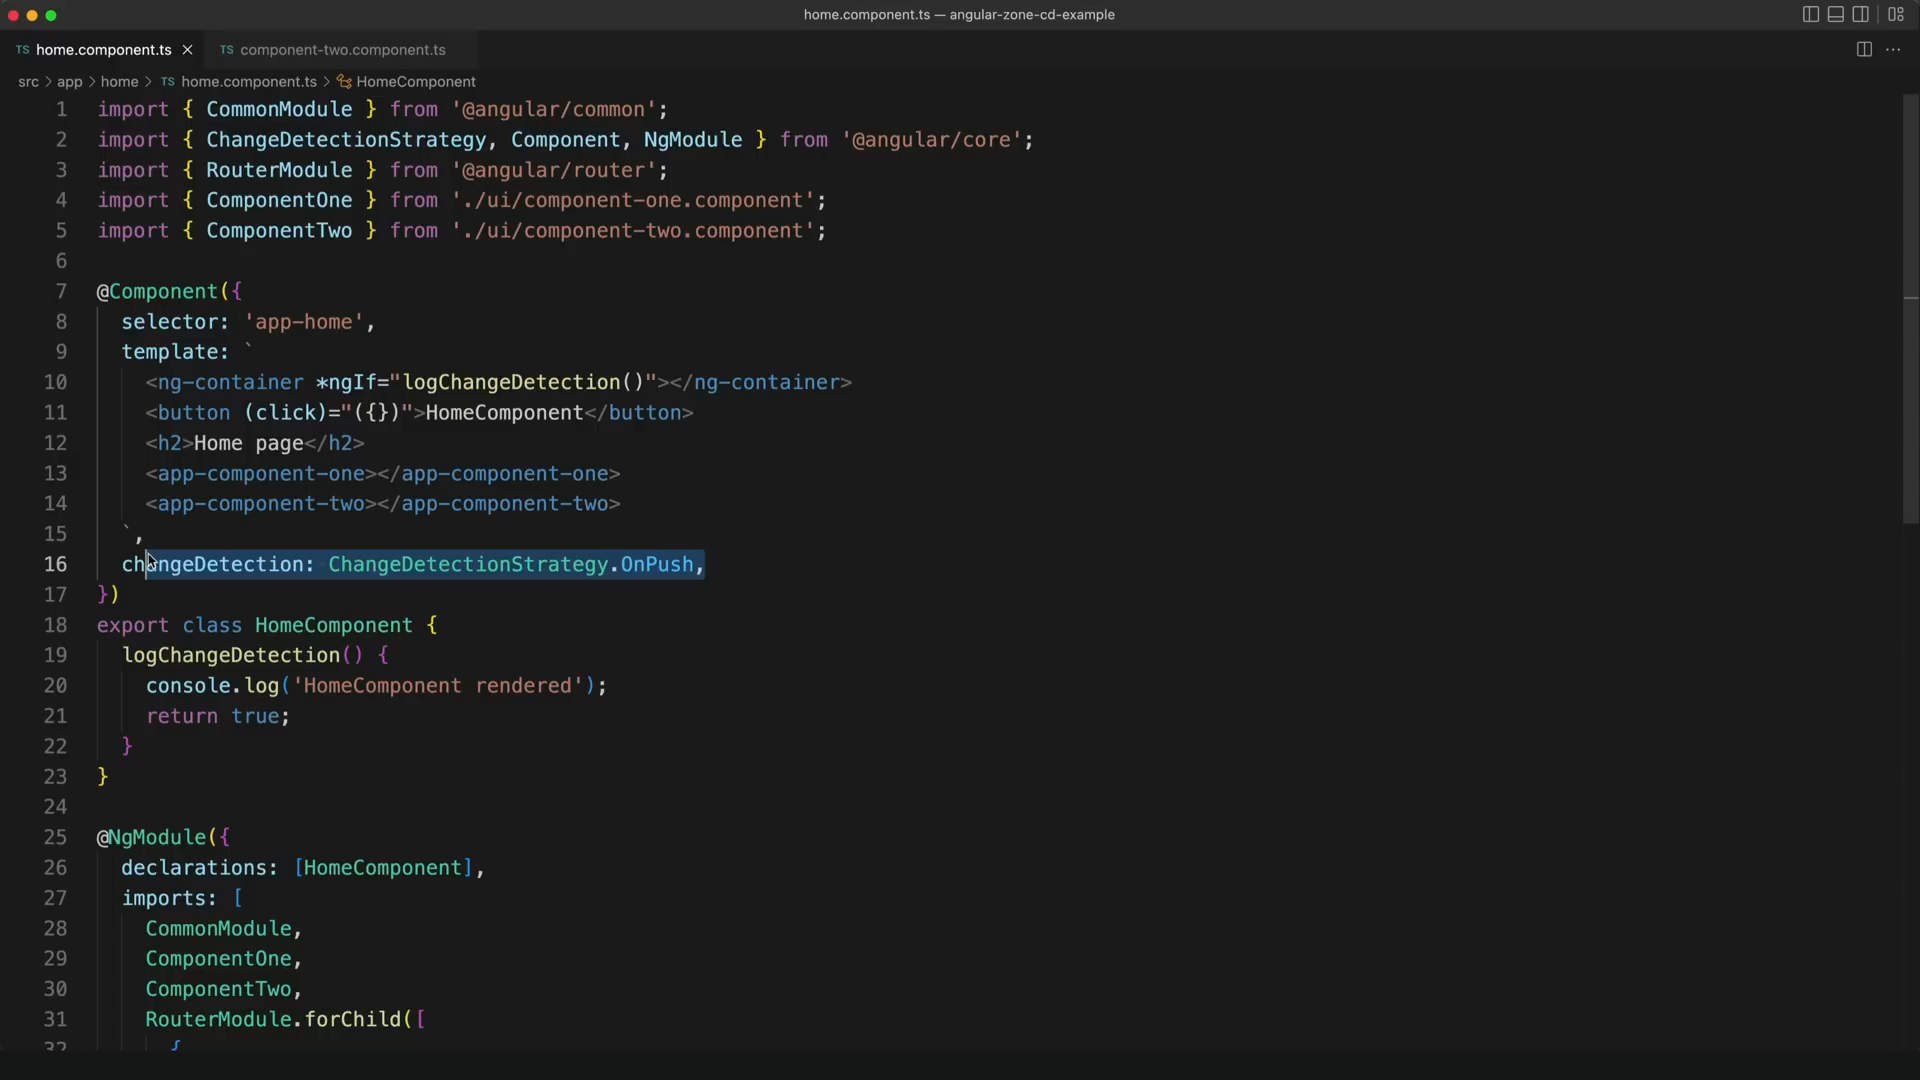 home.component.ts — angular-zone-cd-example
TS home.component.ts
TS component-two.component.ts
src > app > home > TS home.component.ts > HomeComponent
1 import { CommonModule } from '@angular/common';
2 import { ChangeDetectionStrategy, Component, NgModule } from '@angular/core';
3 import { RouterModule } from '@angular/router';
4 import { ComponentOne } from './ui/component-one.component';
5 import { ComponentTwo } from './ui/component-two.component';
6
7 @Component({
8   selector: 'app-home',
9   template: `
10     <ng-container *ngIf="logChangeDetection()"></ng-container>
11     <button (click)="({})">HomeComponent</button>
12     <h2>Home page</h2>
13     <app-component-one></app-component-one>
14     <app-component-two></app-component-two>
15   `,
16   changeDetection: ChangeDetectionStrategy.OnPush,
17 })
18 export class HomeComponent {
19   logChangeDetection() {
20     console.log('HomeComponent rendered');
21     return true;
22   }
23 }
24
25 @NgModule({
26   declarations: [HomeComponent],
27   imports: [
28     CommonModule,
29     ComponentOne,
30     ComponentTwo,
31     RouterModule.forChild([
32       {